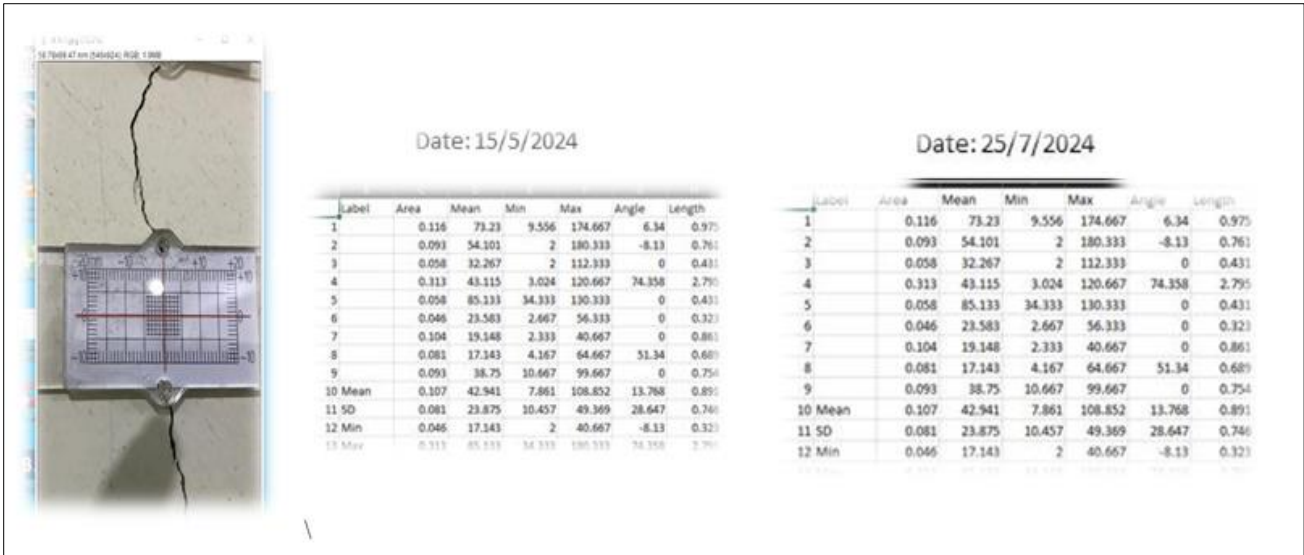 Date: 15/5/2024
Label Area Mean Min Max Angle Length
1 0.116 73.23 9.556 174.667 6.34 0.975
2 0.093 54.101 2 180.333 -8.13 0.761
3 0.058 32.267 2 112.333 0 0.431
4 0.313 43.115 3.024 120.667 74.358 2.795
5 0.058 85.133 34.333 130.333 0 0.431
6 0.046 23.583 2.667 56.333 0 0.323
7 0.104 19.148 2.333 40.667 0 0.861
8 0.081 17.143 4.167 64.667 51.34 0.689
9 0.093 38.75 10.667 99.667 0 0.754
10 Mean 0.107 42.941 7.861 108.852 13.768 0.891
11 SD 0.081 23.875 10.457 49.369 28.647 0.746
12 Min 0.046 17.143 2 40.667 -8.13 0.323
13 Max 0.313 85.133 34.333 180.333 74.358 2.795
Date: 25/7/2024
Label Area Mean Min Max Angle Length
1 0.116 73.23 9.556 174.667 6.34 0.975
2 0.093 54.101 2 180.333 -8.13 0.761
3 0.058 32.267 2 112.333 0 0.431
4 0.313 43.115 3.024 120.667 74.358 2.795
5 0.058 85.133 34.333 130.333 0 0.431
6 0.046 23.583 2.667 56.333 0 0.323
7 0.104 19.148 2.333 40.667 0 0.861
8 0.081 17.143 4.167 64.667 51.34 0.689
9 0.093 38.75 10.667 99.667 0 0.754
10 Mean 0.107 42.941 7.861 108.852 13.768 0.891
11 SD 0.081 23.875 10.457 49.369 28.647 0.746
12 Min 0.046 17.143 2 40.667 -8.13 0.323
\